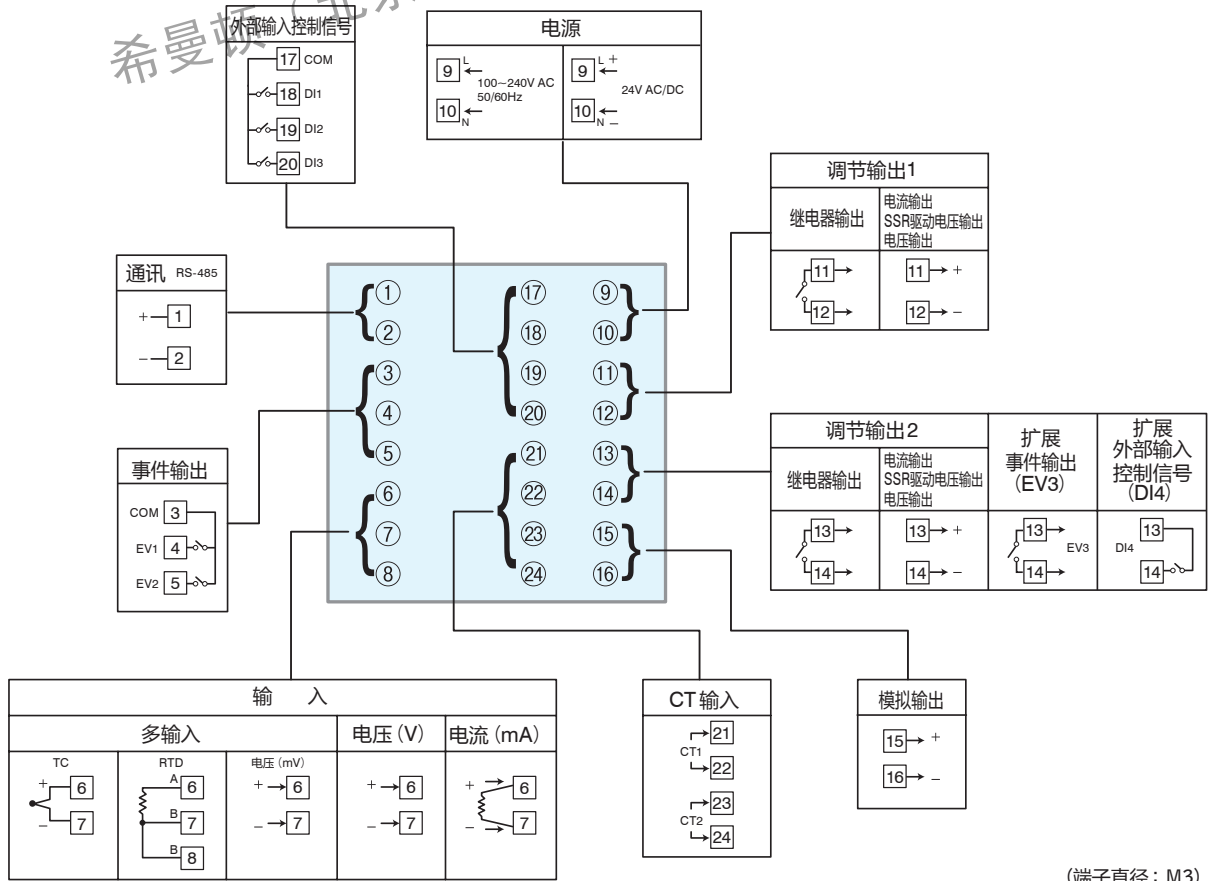 希曼顿（北京
外部输入控制信号
17 COM
18 DI1
19 DI2
20 DI3
电源
9 L
100~240V AC
50/60Hz
10 N
9 L +
24V AC/DC
10 N −
调节输出1
继电器输出
电流输出
SSR驱动电压输出
电压输出
11
12
11 +
12 −
通讯 RS-485
+ 1
− 2
① ⑰ ⑨
② ⑱ ⑩
③ ⑲ ⑪
④ ⑳ ⑫
⑤ ㉑ ⑬
⑥ ㉒ ⑭
⑦ ㉓ ⑮
⑧ ㉔ ⑯
事件输出
COM 3
EV1 4
EV2 5
调节输出2
继电器输出
电流输出
SSR驱动电压输出
电压输出
扩展
事件输出
(EV3)
扩展
外部输入
控制信号
(DI4)
13
14
13 +
14 −
13
EV3
14
13
DI4
14
输 入
多输入
电压(V)
电流(mA)
TC
+ 6
− 7
RTD
A 6
B 7
B 8
电压(mV)
+ 6
− 7
+ 6
− 7
+ 6
− 7
CT输入
21
CT1
22
23
CT2
24
模拟输出
15 +
16 −
(端子直径：M3)